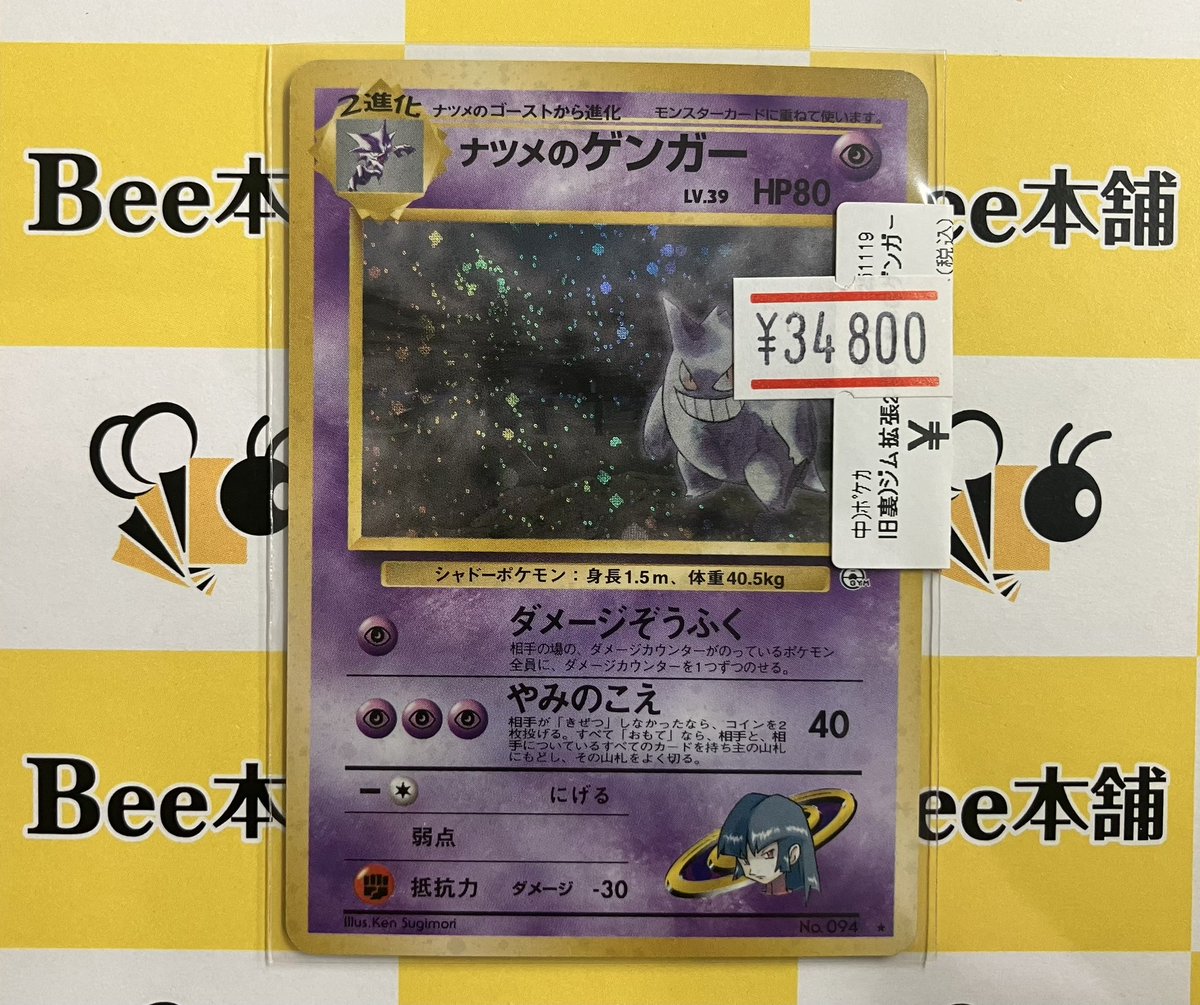 Bee本
ee本舗
2進化
ナツメのゴーストから進化
モンスターカードに重ねて使います。
ナツメのゲンガー
LV.39 HP80
51119
ンガー
(税込)
¥34800
¥
中)ポケカ
旧裏)ジム拡張2
シャドーポケモン：身長1.5m、体重40.5kg
ダメージぞうふく
相手の場の、ダメージカウンターがのっているポケモン
全員に、ダメージカウンターを1つずつのせる。
やみのこえ
相手が「きぜつ」しなかったなら、コインを2
枚投げる。すべて「おもて」なら、相手と、相
手についているすべてのカードを持ち主の山札
にもどし、その山札をよく切る。
40
にげる
弱点
抵抗力 ダメージ -30
Illus.Ken Sugimori
No.094
Bee本
ee本舗